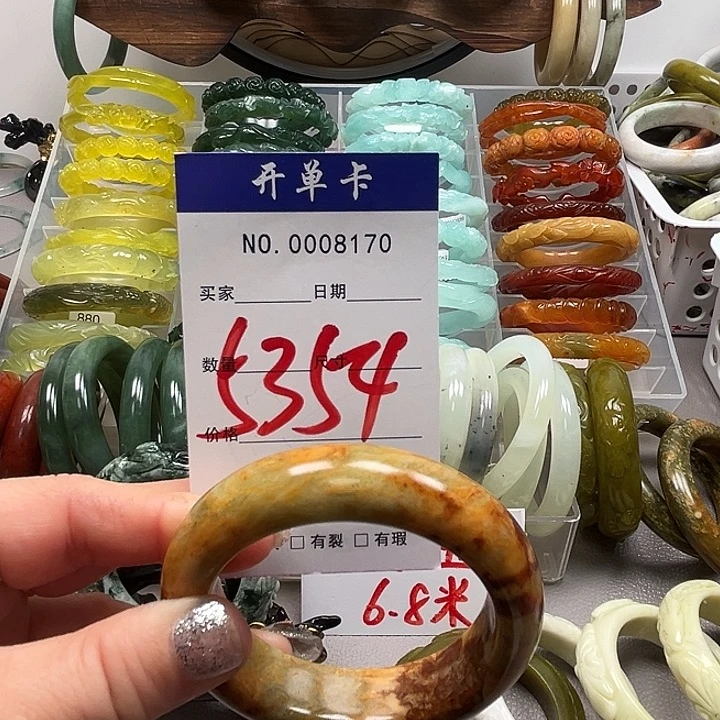 开单卡
NO. 0008170
买家 日期
5354
数量 尺寸
价格
□ 有裂 □ 有瑕
6.8米
880